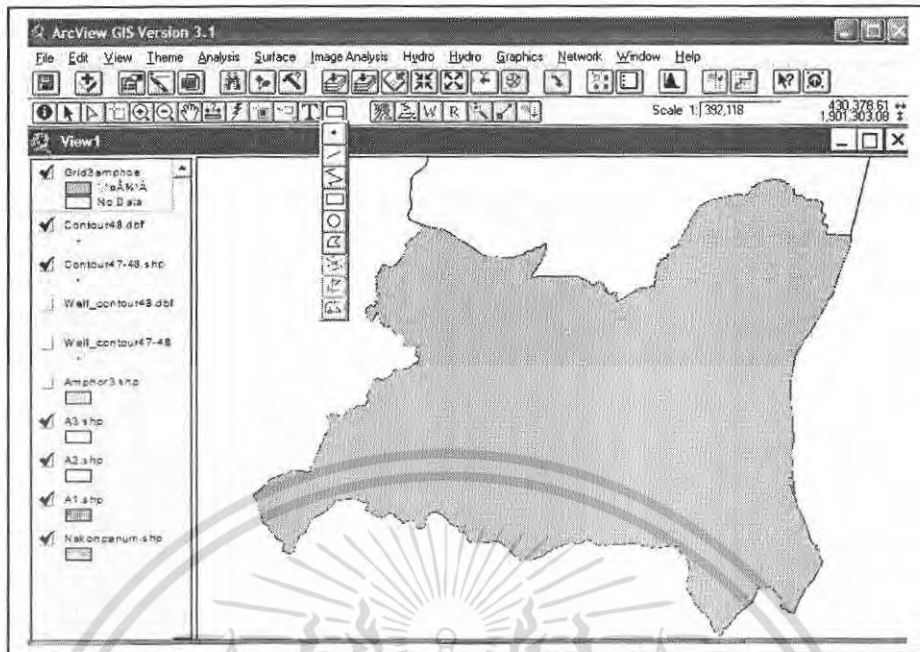 ArcView GIS Version 3.1
File Edit View Theme Analysis Surface Image Analysis Hydro Hydro Graphics Network Window Help
W R
Scale 1: 392,118
430,378.61
1,901,303.08
View1
Grid3amphoe
No Data
Contour48.dbf
Contour47-48.shp
Well_contour48.dbf
Well_contour47-48
Amphor3.shp
A3.shp
A2.shp
A1.shp
Nakonpanum.shp